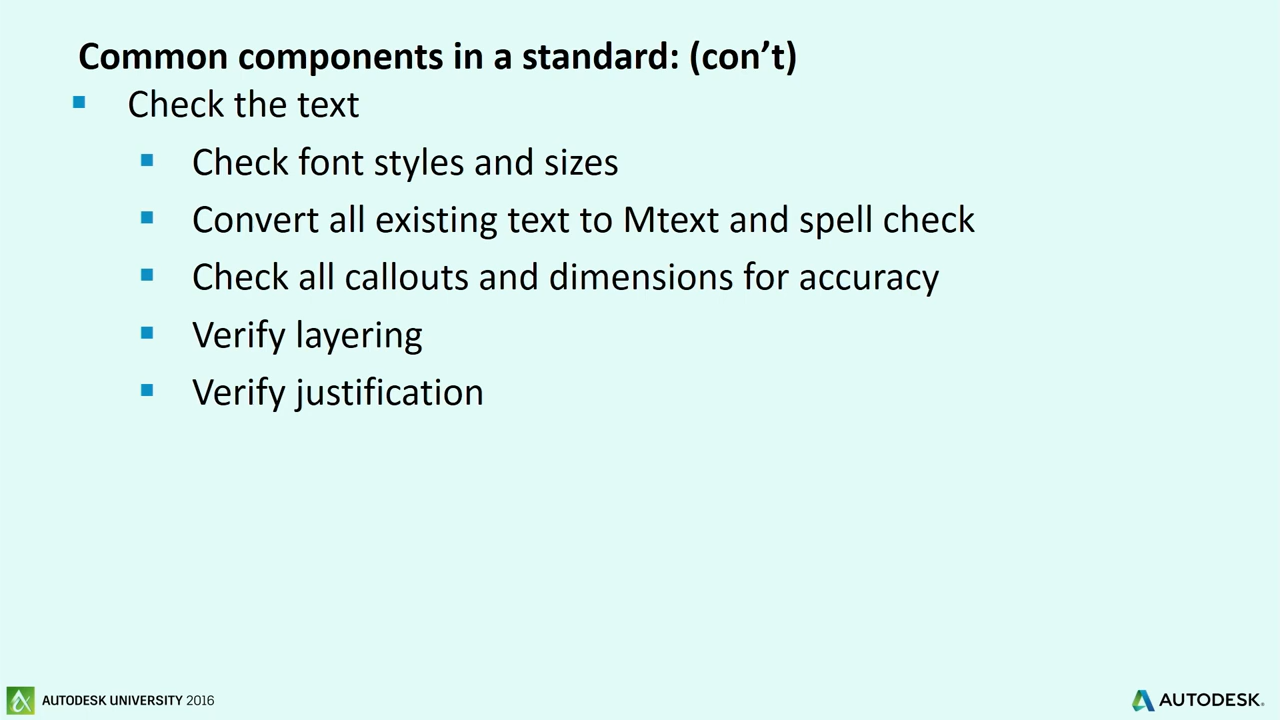 Common components in a standard: (con’t)
Check the text
Check font styles and sizes
Convert all existing text to Mtext and spell check
Check all callouts and dimensions for accuracy
Verify layering
Verify justification
AUTODESK UNIVERSITY 2016
AUTODESK®